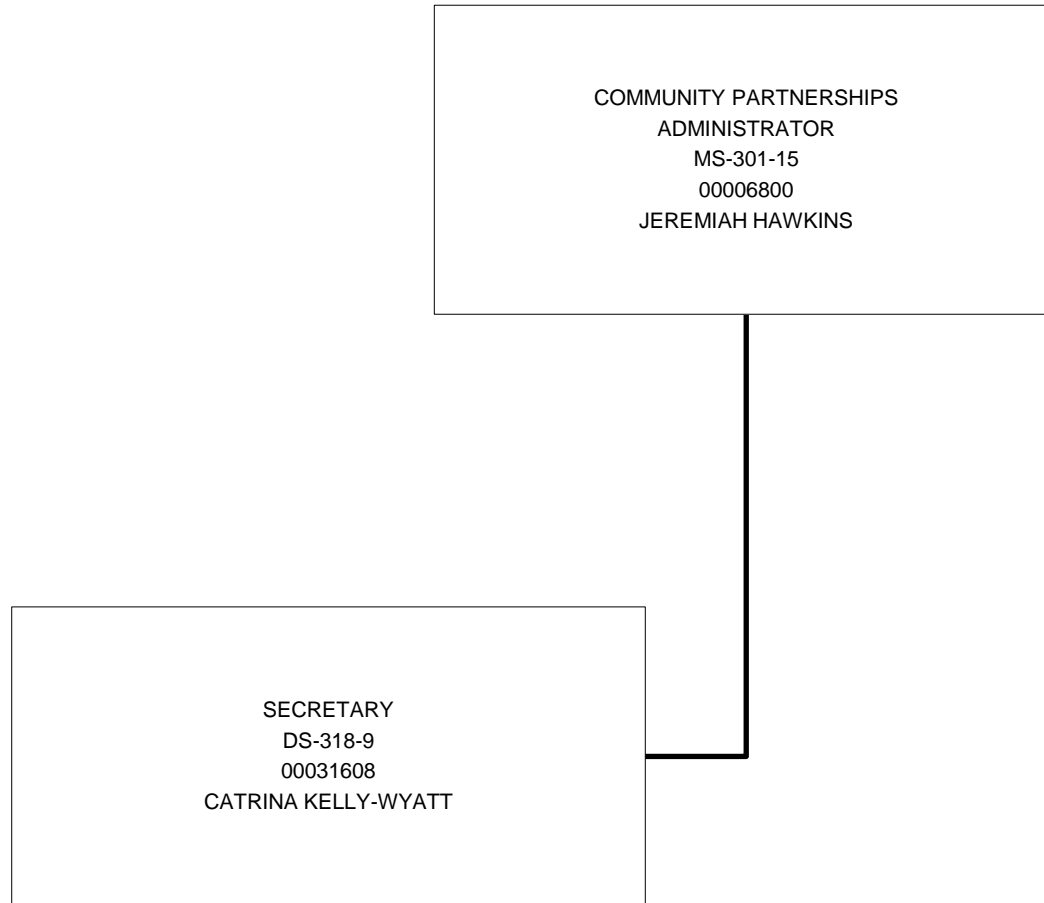 COMMUNITY PARTNERSHIPS
ADMINISTRATOR
MS-301-15
00006800
JEREMIAH HAWKINS
SECRETARY
DS-318-9
00031608
CATRINA KELLY-WYATT